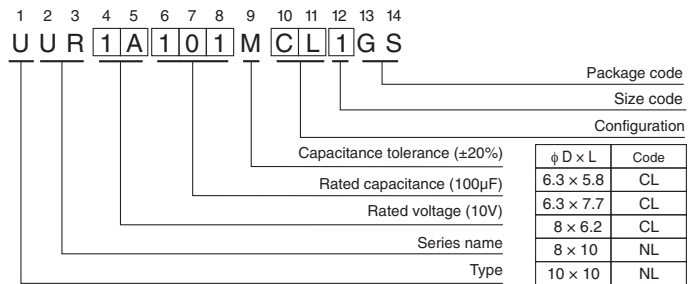 1 2 3 4 5 6 7 8 9 10 11 12 13 14
U U R 1 A 1 0 1 M C L 1 G S
Package code
Size code
Configuration
Capacitance tolerance (±20%)
Rated capacitance (100µF)
Rated voltage (10V)
Series name
Type
ϕ D × L Code
6.3 × 5.8 CL
6.3 × 7.7 CL
8 × 6.2 CL
8 × 10 NL
10 × 10 NL